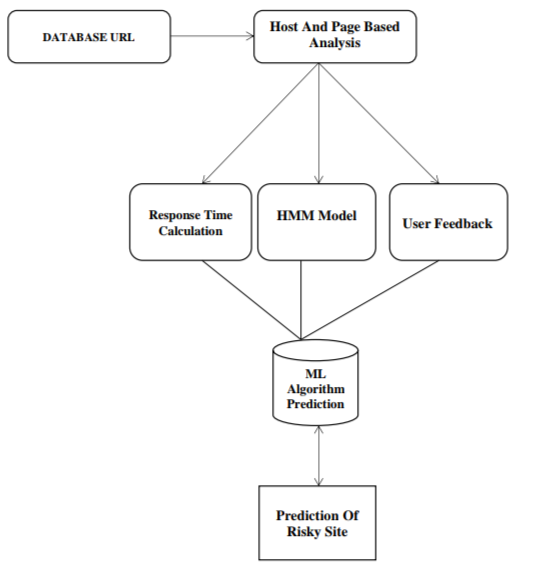 DATABASE URL
Host And Page Based
Analysis
Response Time
Calculation
HMM Model
User Feedback
ML
Algorithm
Prediction
Prediction Of
Risky Site